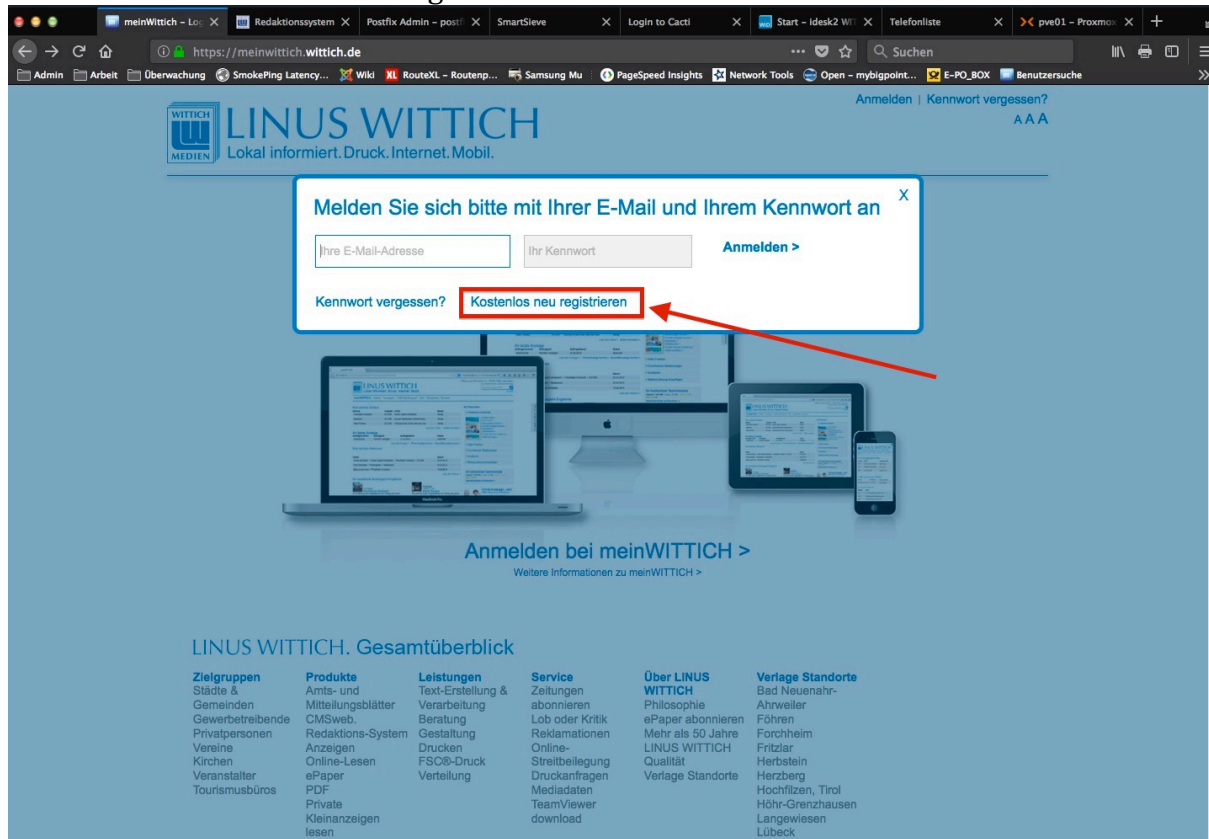 meinWittich – Log
Redaktionssystem
Postfix Admin – postfi
SmartSieve
Login to Cacti
Start – idesk2 WIT
Telefonliste
pve01 – Proxmox
https://meinwittich.wittich.de
Suchen
Admin
Arbeit
Überwachung
SmokePing Latency...
Wiki
RouteXL – Routenp...
Samsung Mu
PageSpeed Insights
Network Tools
Open – mybigpoint...
E-PO_BOX
Benutzersuche
Anmelden | Kennwort vergessen?
A A A
WITTICH
MEDIEN
LINUS WITTICH
Lokal informiert. Druck. Internet. Mobil.
Melden Sie sich bitte mit Ihrer E-Mail und Ihrem Kennwort an
X
Ihre E-Mail-Adresse
Ihr Kennwort
Anmelden >
Kennwort vergessen?
Kostenlos neu registrieren
LINUS WITTICH
Anmelden bei meinWITTICH >
Weitere Informationen zu meinWITTICH >
LINUS WITTICH. Gesamtüberblick
Zielgruppen
Städte &
Gemeinden
Gewerbetreibende
Privatpersonen
Vereine
Kirchen
Veranstalter
Tourismusbüros
Produkte
Amts- und
Mitteilungsblätter
CMSweb.
Redaktions-System
Anzeigen
Online-Lesen
ePaper
PDF
Private
Kleinanzeigen
lesen
Leistungen
Text-Erstellung &
Verarbeitung
Beratung
Gestaltung
Drucken
FSC®-Druck
Verteilung
Service
Zeitungen
abonnieren
Lob oder Kritik
Reklamationen
Online-
Streitbeilegung
Druckanfragen
Mediadaten
TeamViewer
download
Über LINUS
WITTICH
Philosophie
ePaper abonnieren
Mehr als 50 Jahre
LINUS WITTICH
Qualität
Verlage Standorte
Verlage Standorte
Bad Neuenahr-
Ahrweiler
Föhren
Forchheim
Fritzlar
Herbstein
Herzberg
Hochfilzen, Tirol
Höhr-Grenzhausen
Langewiesen
Lübeck